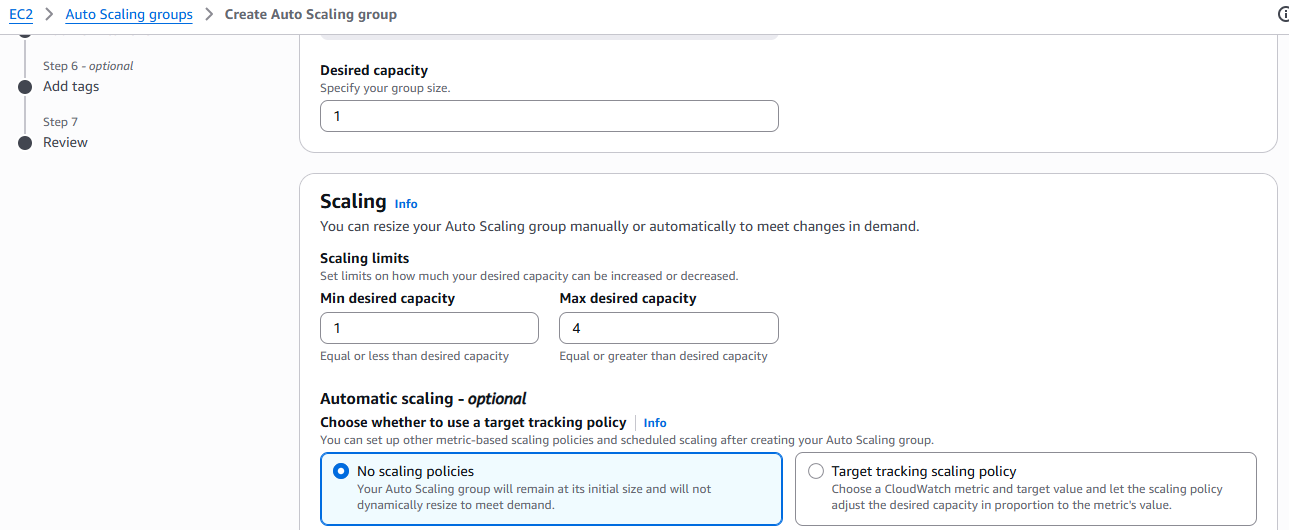 EC2 > Auto Scaling groups > Create Auto Scaling group
Step 6 - optional
Add tags
Step 7
Review
Desired capacity
Specify your group size.
1
Scaling Info
You can resize your Auto Scaling group manually or automatically to meet changes in demand.
Scaling limits
Set limits on how much your desired capacity can be increased or decreased.
Min desired capacity
1
Equal or less than desired capacity
Max desired capacity
4
Equal or greater than desired capacity
Automatic scaling - optional
Choose whether to use a target tracking policy | Info
You can set up other metric-based scaling policies and scheduled scaling after creating your Auto Scaling group.
No scaling policies
Your Auto Scaling group will remain at its initial size and will not
dynamically resize to meet demand.
Target tracking scaling policy
Choose a CloudWatch metric and target value and let the scaling policy
adjust the desired capacity in proportion to the metric's value.